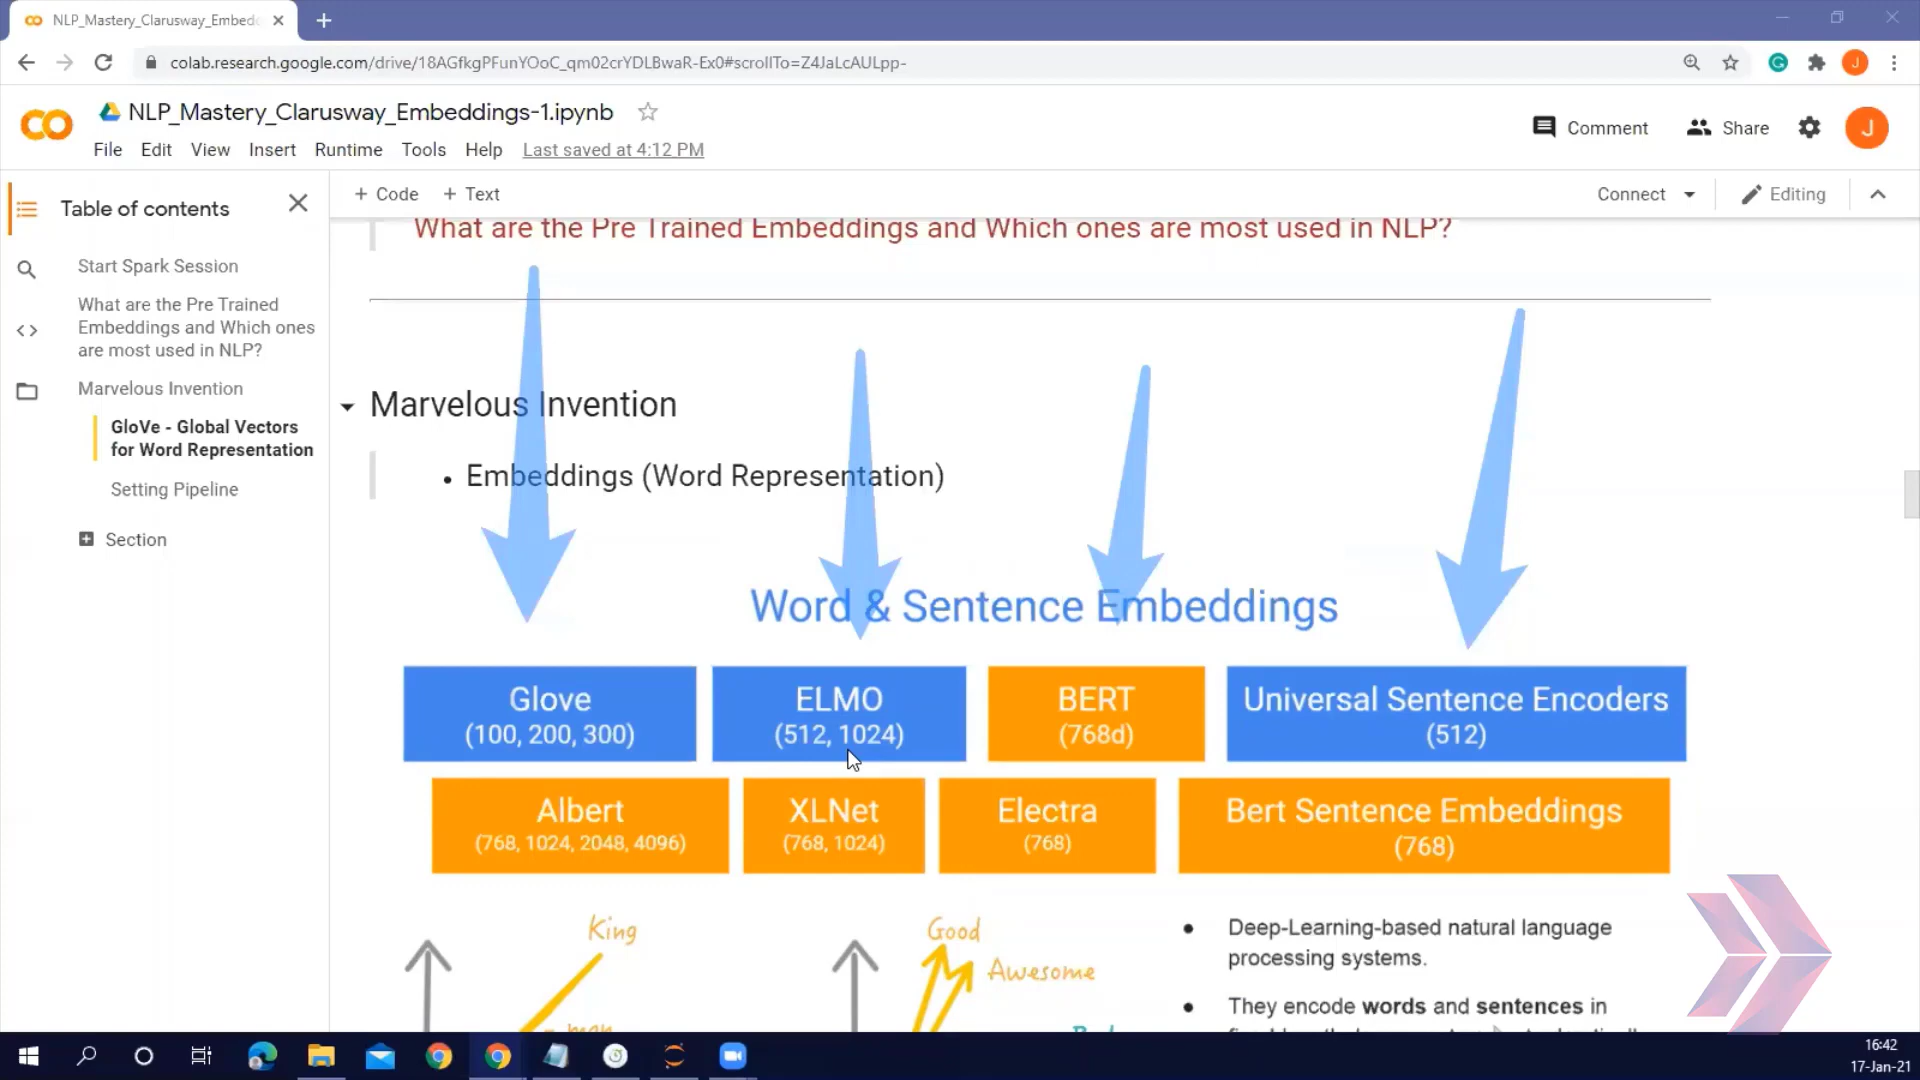 NLP_Mastery_Clarusway_Embed
colab.research.google.com/drive/18AGfkgPFunYOoC_qm02crYDLBwaR-Ex0#scrollTo=Z4JaLcAULpp-
J
NLP_Mastery_Clarusway_Embeddings-1.ipynb
Comment
Share
J
File Edit View Insert Runtime Tools Help Last saved at 4:12 PM
+ Code + Text
Connect
Editing
Table of contents
Start Spark Session
What are the Pre Trained
Embeddings and Which ones
are most used in NLP?
Marvelous Invention
GloVe - Global Vectors
for Word Representation
Setting Pipeline
Section
What are the Pre Trained Embeddings and Which ones are most used in NLP?
Marvelous Invention
• Embeddings (Word Representation)
Word & Sentence Embeddings
Glove
(100, 200, 300)
ELMO
(512, 1024)
BERT
(768d)
Universal Sentence Encoders
(512)
Albert
(768, 1024, 2048, 4096)
XLNet
(768, 1024)
Electra
(768)
Bert Sentence Embeddings
(768)
King
man
Good
Awesome
• Deep-Learning-based natural language
processing systems.
• They encode words and sentences in
16:42
17-Jan-21